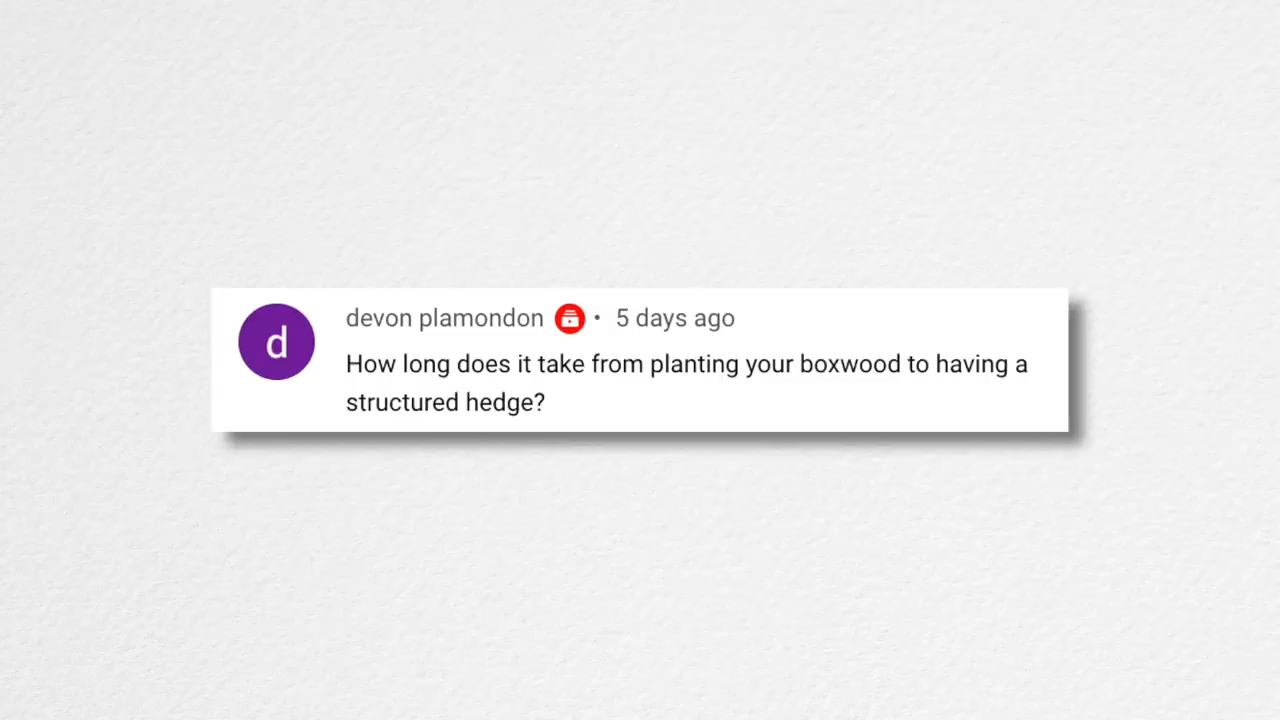 d
devon plamondon • 5 days ago
How long does it take from planting your boxwood to having a
structured hedge?